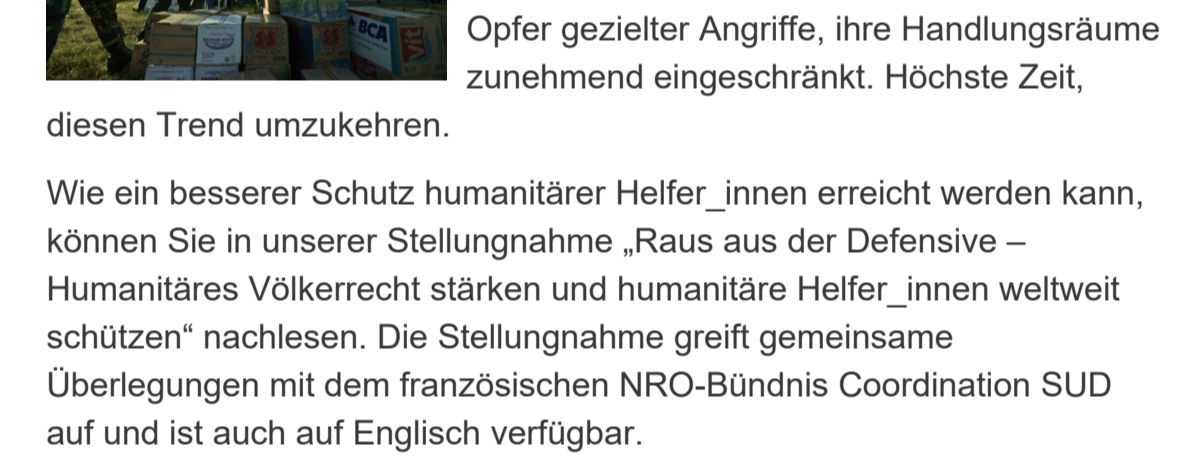 BCA
Vit
Opfer gezielter Angriffe, ihre Handlungsräume
zunehmend eingeschränkt. Höchste Zeit,
diesen Trend umzukehren.
Wie ein besserer Schutz humanitärer Helfer_innen erreicht werden kann,
können Sie in unserer Stellungnahme „Raus aus der Defensive –
Humanitäres Völkerrecht stärken und humanitäre Helfer_innen weltweit
schützen“ nachlesen. Die Stellungnahme greift gemeinsame
Überlegungen mit dem französischen NRO-Bündnis Coordination SUD
auf und ist auch auf Englisch verfügbar.